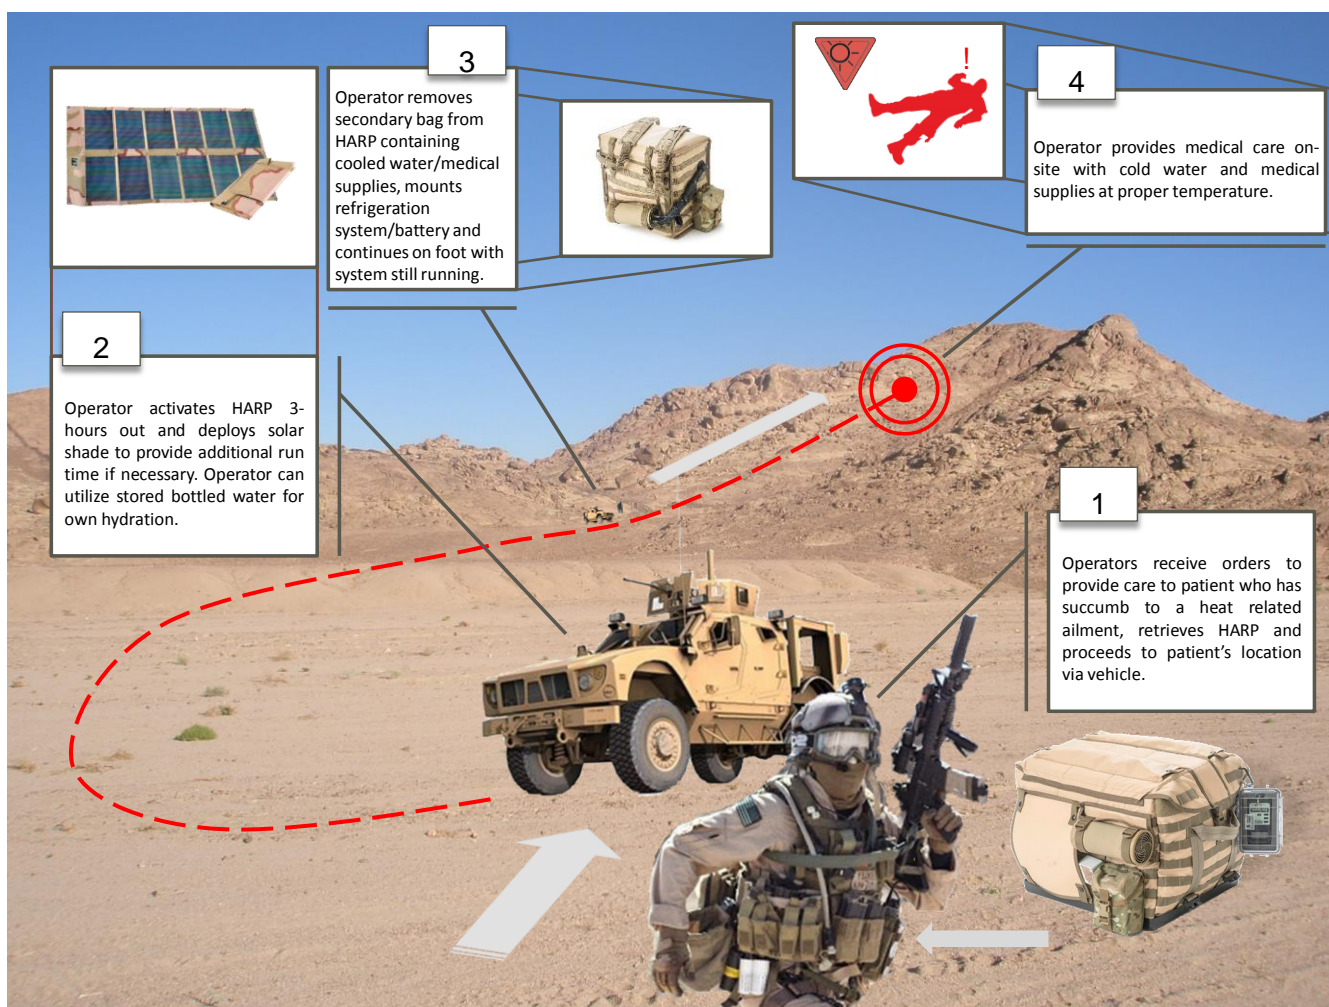 1
Operators receive orders to
provide care to patient who has
succumb to a heat related
ailment, retrieves HARP and
proceeds to patient's location
via vehicle.
2
Operator activates HARP 3-
hours out and deploys solar
shade to provide additional run
time if necessary. Operator can
utilize stored bottled water for
own hydration.
3
Operator removes
secondary bag from
HARP containing
cooled water/medical
supplies, mounts
refrigeration
system/battery and
continues on foot with
system still running.
4
Operator provides medical care on-
site with cold water and medical
supplies at proper temperature.
!